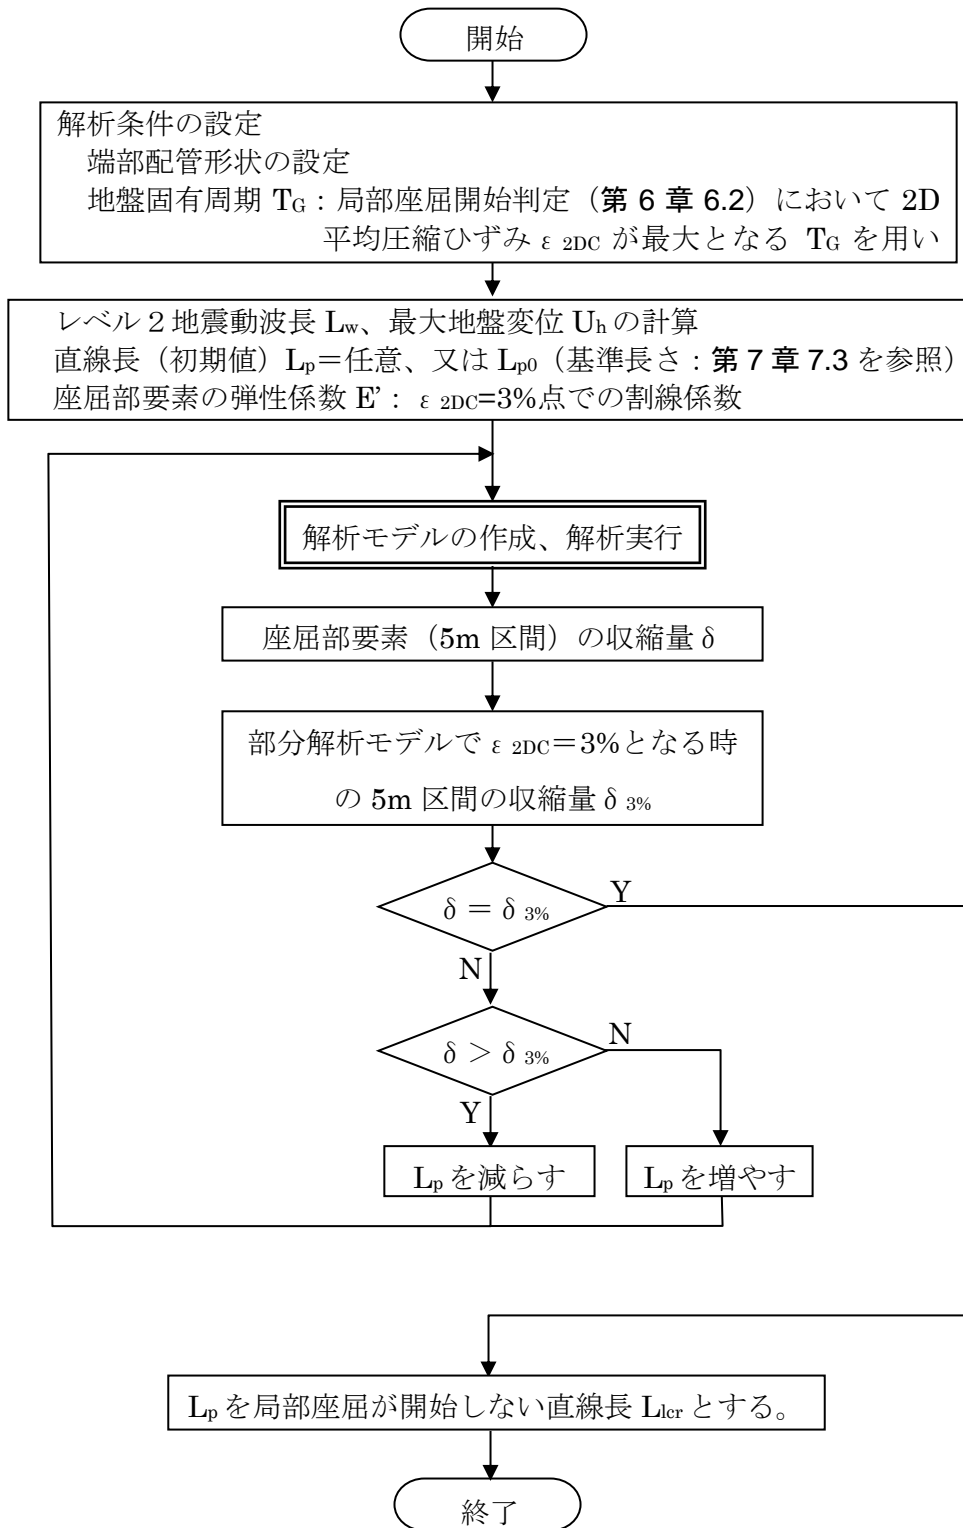 開始
解析条件の設定
端部配管形状の設定
地盤固有周期 TG：局部座屈開始判定（第 6 章 6.2）において 2D
平均圧縮ひずみ ε 2DC が最大となる TG を用い
レベル２地震動波長 Lw、最大地盤変位 Uh の計算
直線長（初期値）Lp＝任意、又は Lp0（基準長さ：第 7 章 7.3 を参照）
座屈部要素の弾性係数 E’： ε 2DC=3%点での割線係数
解析モデルの作成、解析実行
座屈部要素（5m 区間）の収縮量 δ
部分解析モデルで ε 2DC＝3%となる時
の 5m 区間の収縮量 δ 3%
δ ＝ δ 3%
Y
N
δ ＞ δ 3%
N
Y
Lp を減らす
Lp を増やす
Lp を局部座屈が開始しない直線長 Llcr とする。
終了